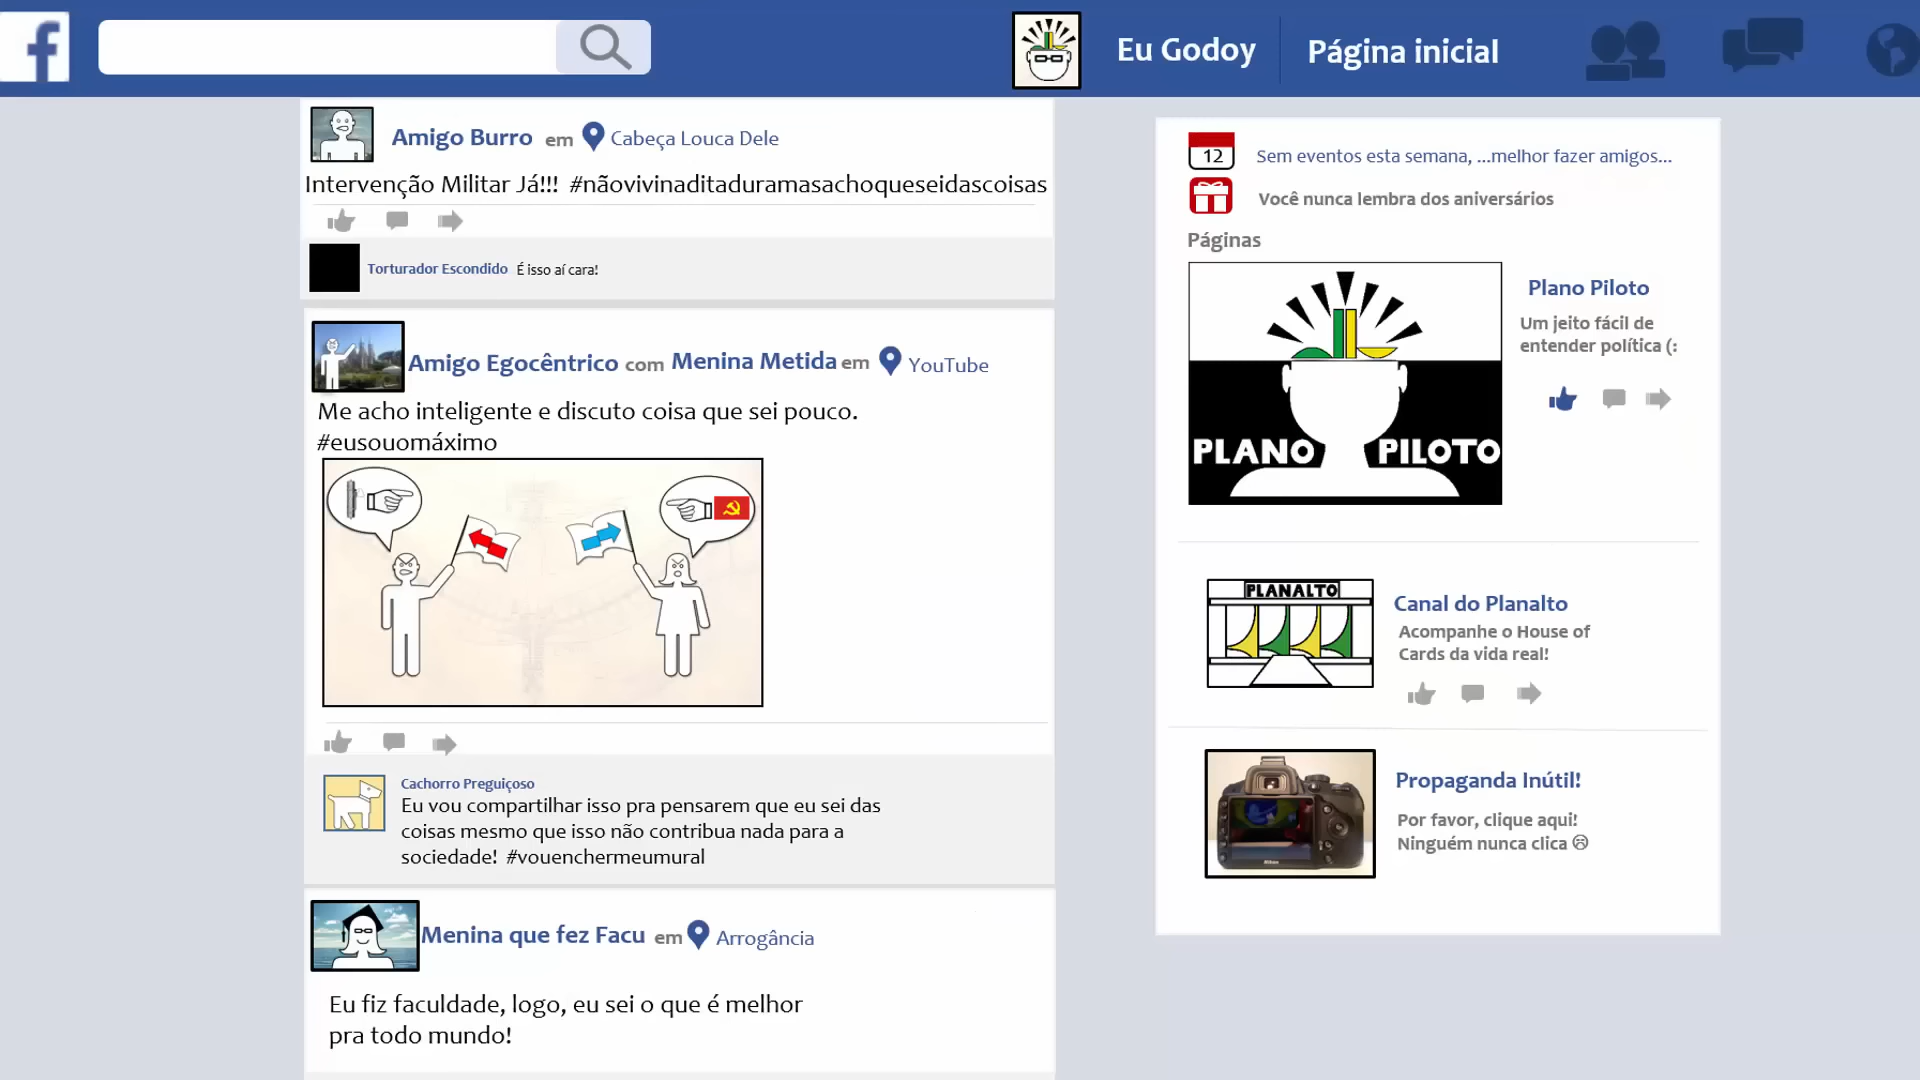 f
Eu Godoy
Página inicial
Amigo Burro em Cabeça Louca Dele
Intervenção Militar Já!!! #nãovivinaditaduramasachoqueseidascoisas
Torturador Escondido É isso aí cara!
Amigo Egocêntrico com Menina Metida em YouTube
Me acho inteligente e discuto coisa que sei pouco.
#eusouomáximo
Cachorro Preguiçoso
Eu vou compartilhar isso pra pensarem que eu sei das
coisas mesmo que isso não contribua nada para a
sociedade! #vouenchermeumural
Menina que fez Facu em Arrogância
Eu fiz faculdade, logo, eu sei o que é melhor
pra todo mundo!
12
Sem eventos esta semana, ...melhor fazer amigos...
Você nunca lembra dos aniversários
Páginas
PLANO PILOTO
Plano Piloto
Um jeito fácil de
entender política (:
PLANALTO
Canal do Planalto
Acompanhe o House of
Cards da vida real!
Nikon
Propaganda Inútil!
Por favor, clique aqui!
Ninguém nunca clica ☹